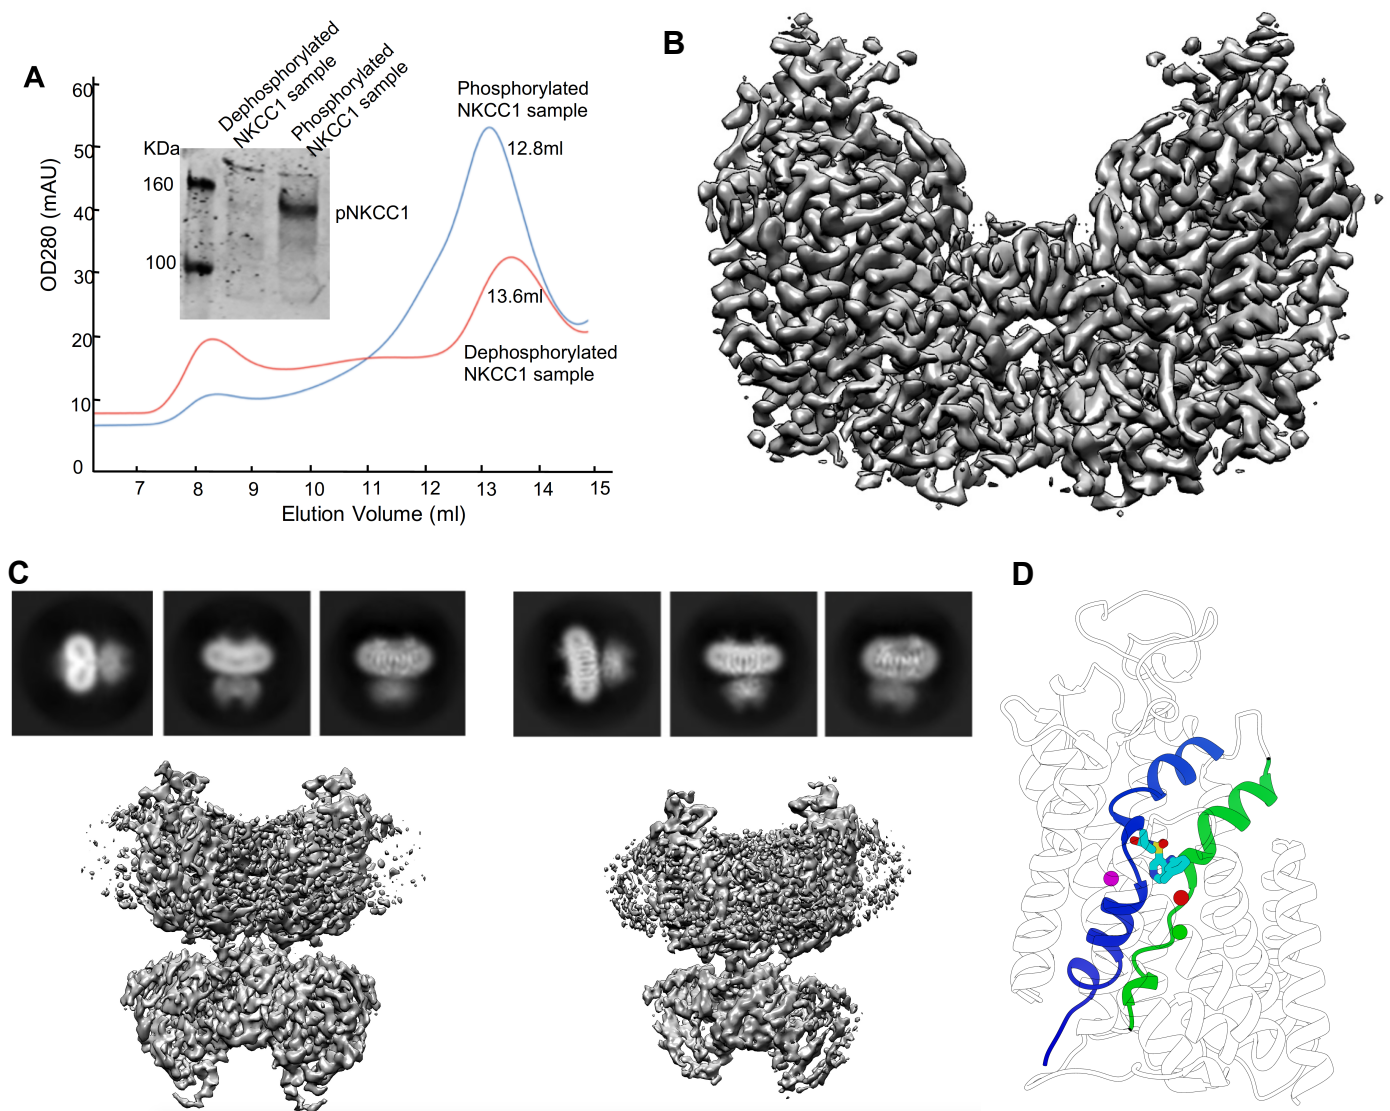 A
Dephosphorylated
NKCC1 sample
Phosphorylated
NKCC1 sample
KDa
160
100
pNKCC1
Phosphorylated
NKCC1 sample
12.8ml
13.6ml
Dephosphorylated
NKCC1 sample
OD280 (mAU)
60
50
40
30
20
10
0
7 8 9 10 11 12 13 14 15
Elution Volume (ml)
B
C
D